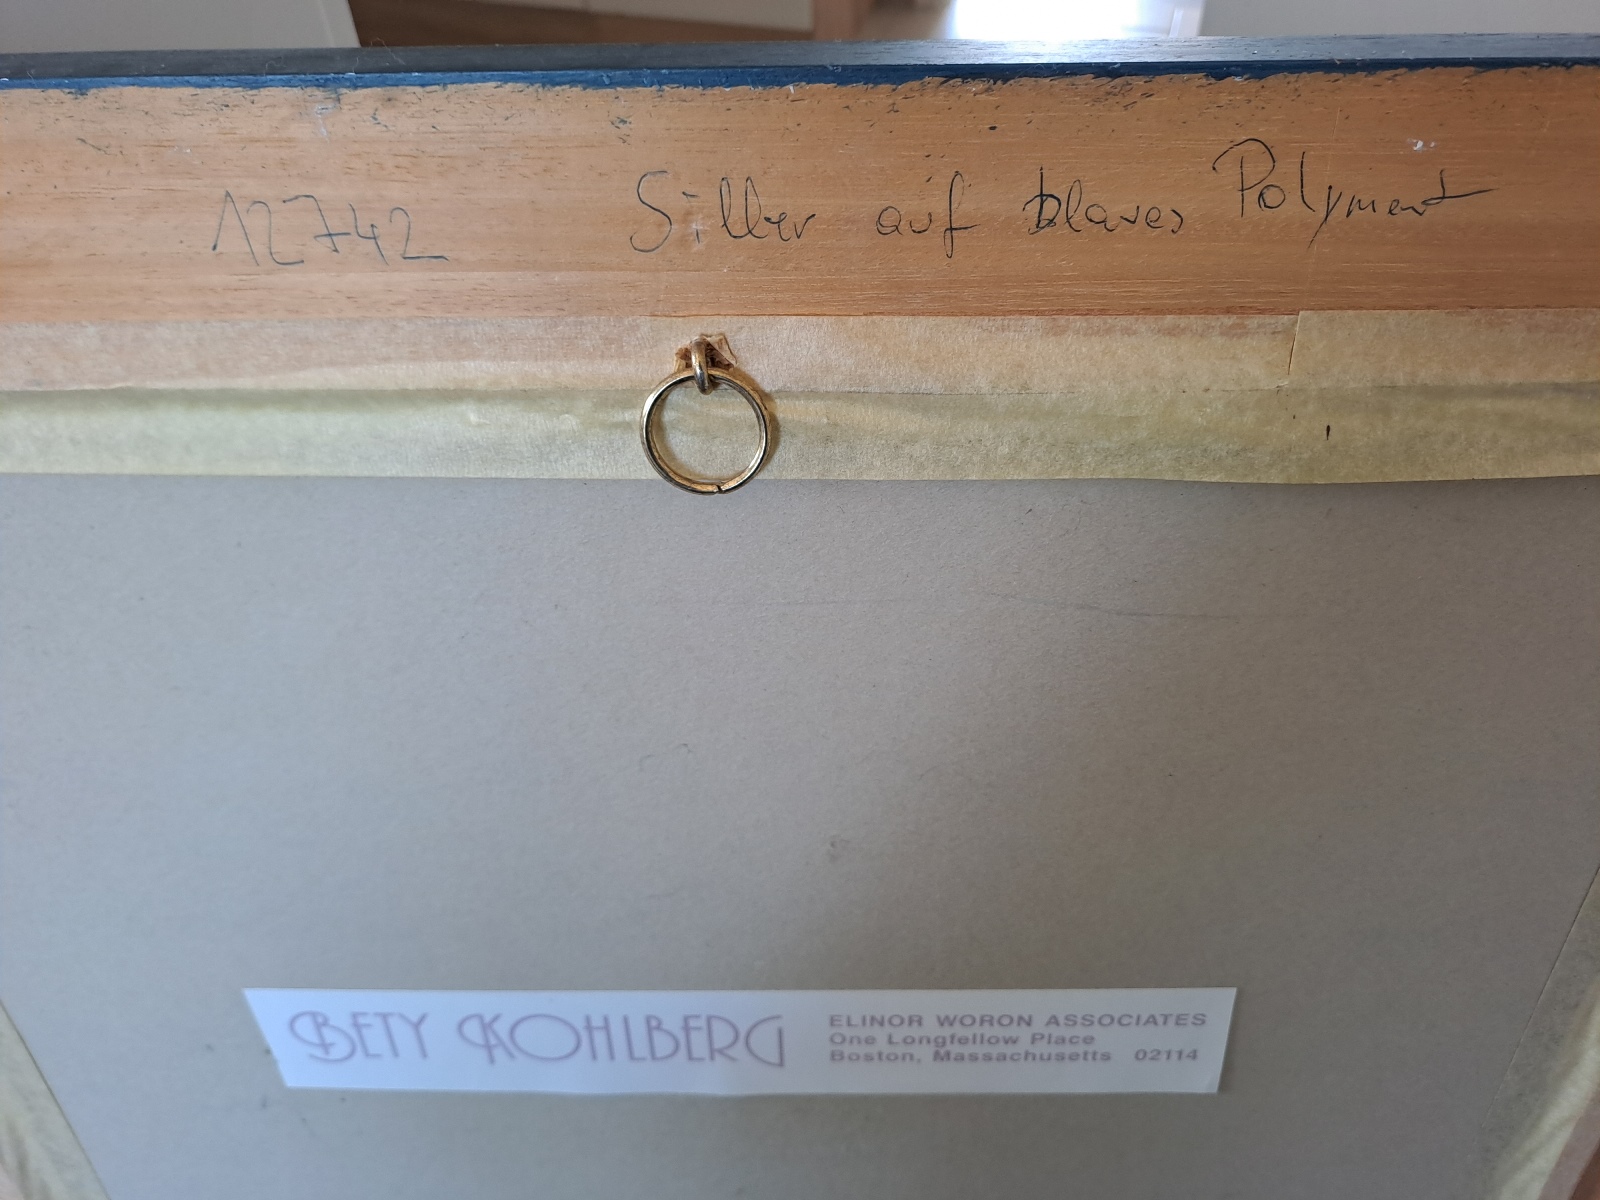 12742 Silber auf blaues Polyment
BETY KOHLBERG
ELINOR WORON ASSOCIATES
One Longfellow Place
Boston, Massachusetts 02114